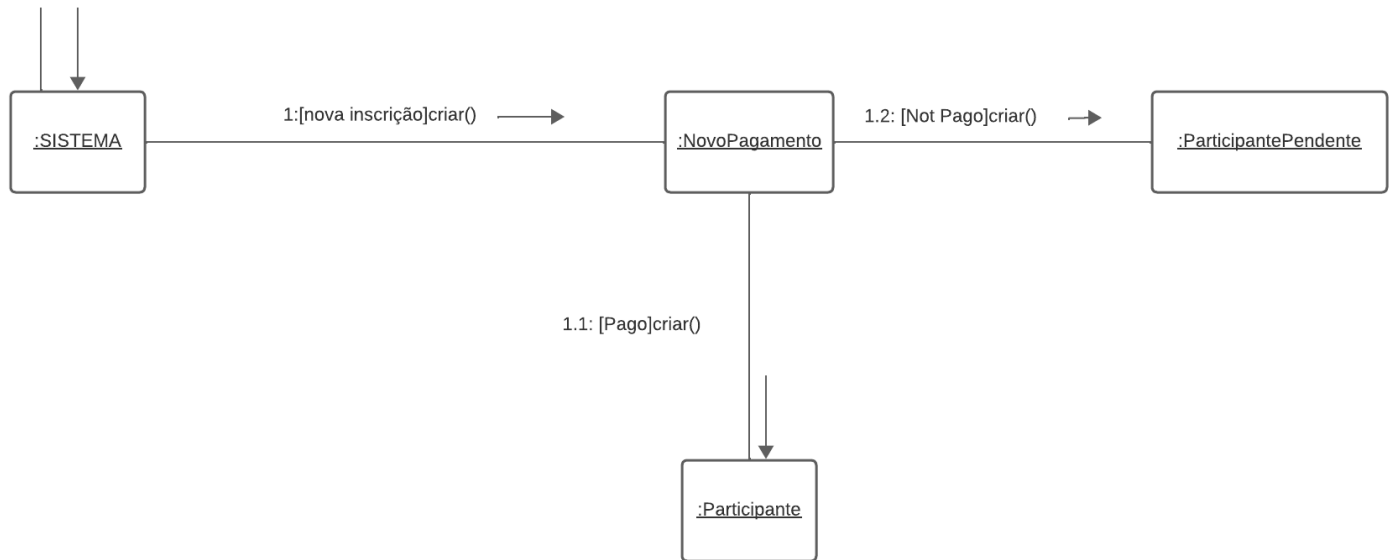 1:[nova inscrição]criar()
1.2: [Not Pago]criar()
:SISTEMA
:NovoPagamento
:ParticipantePendente
1.1: [Pago]criar()
:Participante